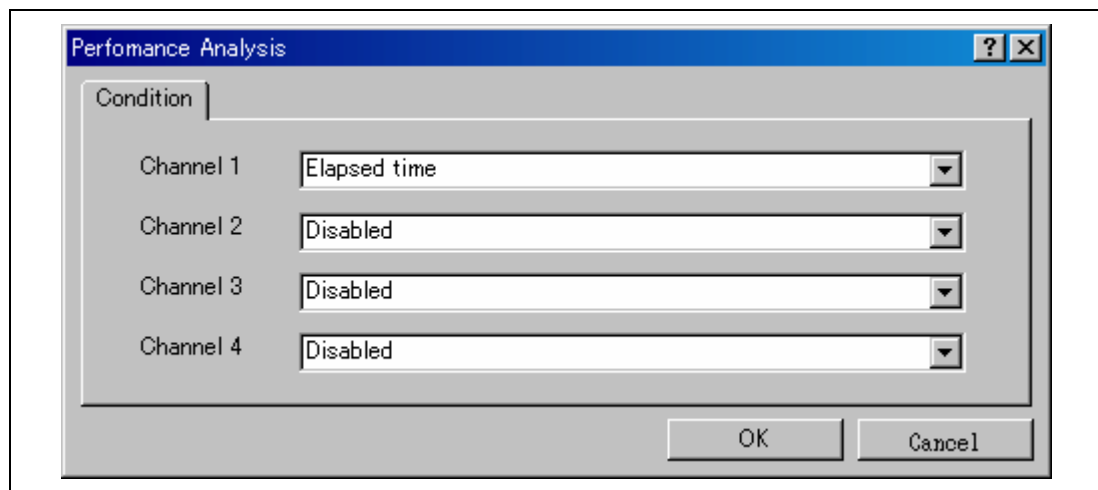 Perfomance Analysis
Condition
Channel 1 Elapsed time
Channel 2 Disabled
Channel 3 Disabled
Channel 4 Disabled
OK Cancel